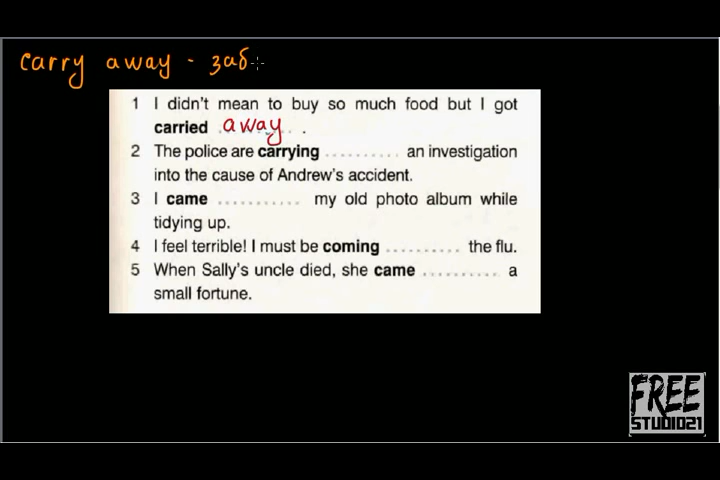 carry away - заб
1 I didn't mean to buy so much food but I got
carried away .
2 The police are carrying .......... an investigation
into the cause of Andrew's accident.
3 I came ........... my old photo album while
tidying up.
4 I feel terrible! I must be coming .......... the flu.
5 When Sally's uncle died, she came .......... a
small fortune.
FREE
STUDIO21